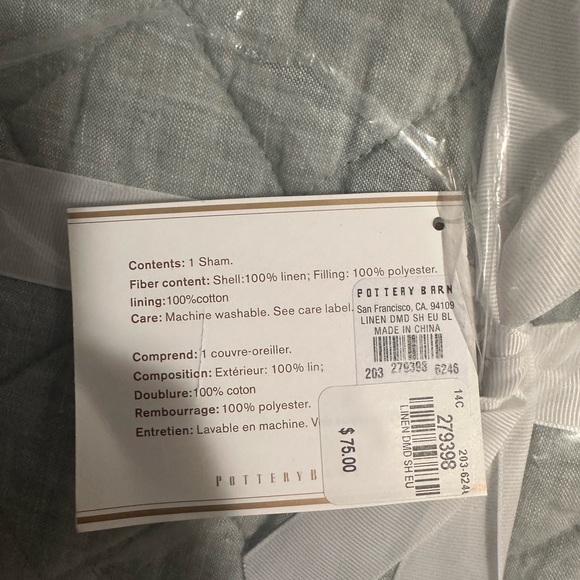 Contents: 1 Sham.
Fiber content: Shell:100% linen; Filling: 100% polyester.
lining:100%cotton
Care: Machine washable. See care label.
Comprend: 1 couvre-oreiller.
Composition: Extérieur: 100% lin;
Doublure:100% coton
Rembourrage: 100% polyester.
Entretien: Lavable en machine.
POTTERY B
POTTERY BARN
San Francisco, CA. 94109
LINEN DMD SH EU BL
MADE IN CHINA
203 279398 6246
$ 75.00
14C
203-624
279398
LINEN DMD SH EU